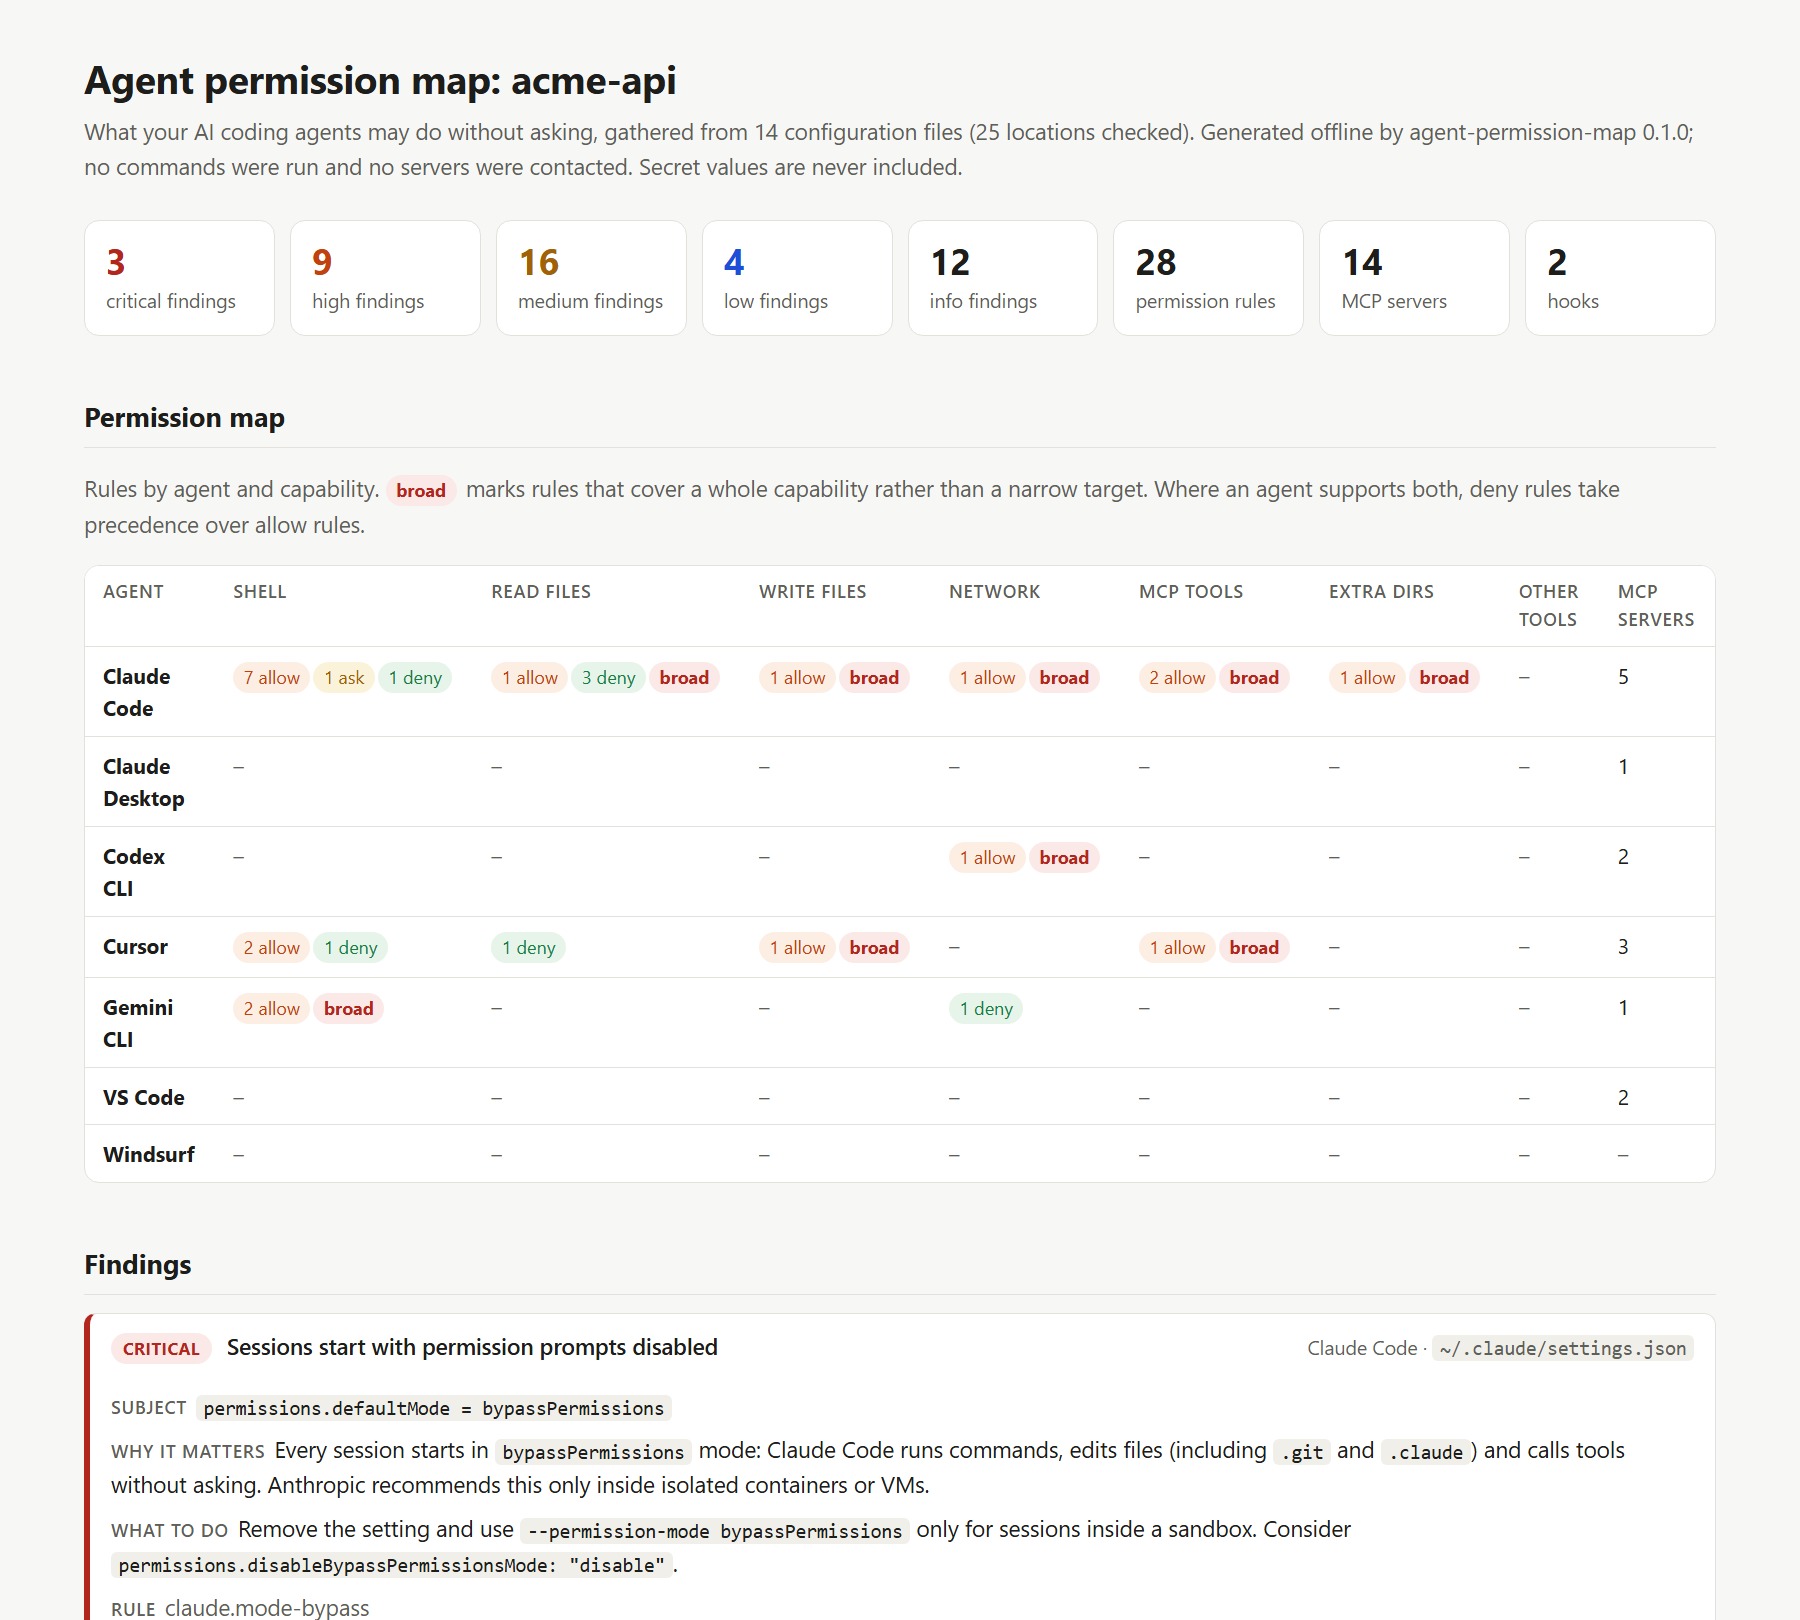 Agent permission map: acme-api
What your AI coding agents may do without asking, gathered from 14 configuration files (25 locations checked). Generated offline by agent-permission-map 0.1.0;
no commands were run and no servers were contacted. Secret values are never included.
3
critical findings
9
high findings
16
medium findings
4
low findings
12
info findings
28
permission rules
14
MCP servers
2
hooks
Permission map
Rules by agent and capability. broad marks rules that cover a whole capability rather than a narrow target. Where an agent supports both, deny rules take
precedence over allow rules.
AGENT SHELL READ FILES WRITE FILES NETWORK MCP TOOLS EXTRA DIRS OTHER TOOLS MCP SERVERS
Claude Code 7 allow 1 ask 1 deny 1 allow 3 deny broad 1 allow broad 1 allow broad 2 allow broad 1 allow broad – 5
Claude Desktop – – – – – – – 1
Codex CLI – – – 1 allow broad – – – 2
Cursor 2 allow 1 deny 1 deny 1 allow broad – 1 allow broad – – 3
Gemini CLI 2 allow broad – – 1 deny – – – 1
VS Code – – – – – – – 2
Windsurf – – – – – – – –
Findings
CRITICAL Sessions start with permission prompts disabled Claude Code · ~/.claude/settings.json
SUBJECT permissions.defaultMode = bypassPermissions
WHY IT MATTERS Every session starts in bypassPermissions mode: Claude Code runs commands, edits files (including .git and .claude) and calls tools
without asking. Anthropic recommends this only inside isolated containers or VMs.
WHAT TO DO Remove the setting and use --permission-mode bypassPermissions only for sessions inside a sandbox. Consider
permissions.disableBypassPermissionsMode: "disable".
RULE claude.mode-bypass